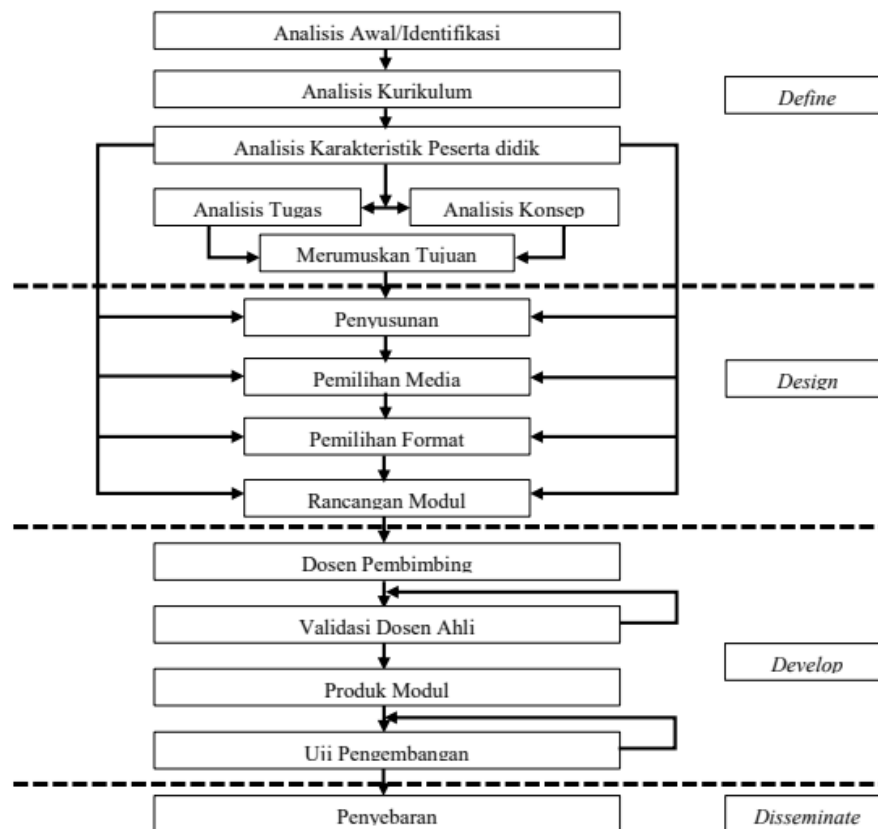 Analisis Awal/Identifikasi
Analisis Kurikulum
Define
Analisis Karakteristik Peserta didik
Analisis Tugas
Analisis Konsep
Merumuskan Tujuan
Penyusunan
Pemilihan Media
Design
Pemilihan Format
Rancangan Modul
Dosen Pembimbing
Validasi Dosen Ahli
Develop
Produk Modul
Uji Pengembangan
Penyebaran
Disseminate